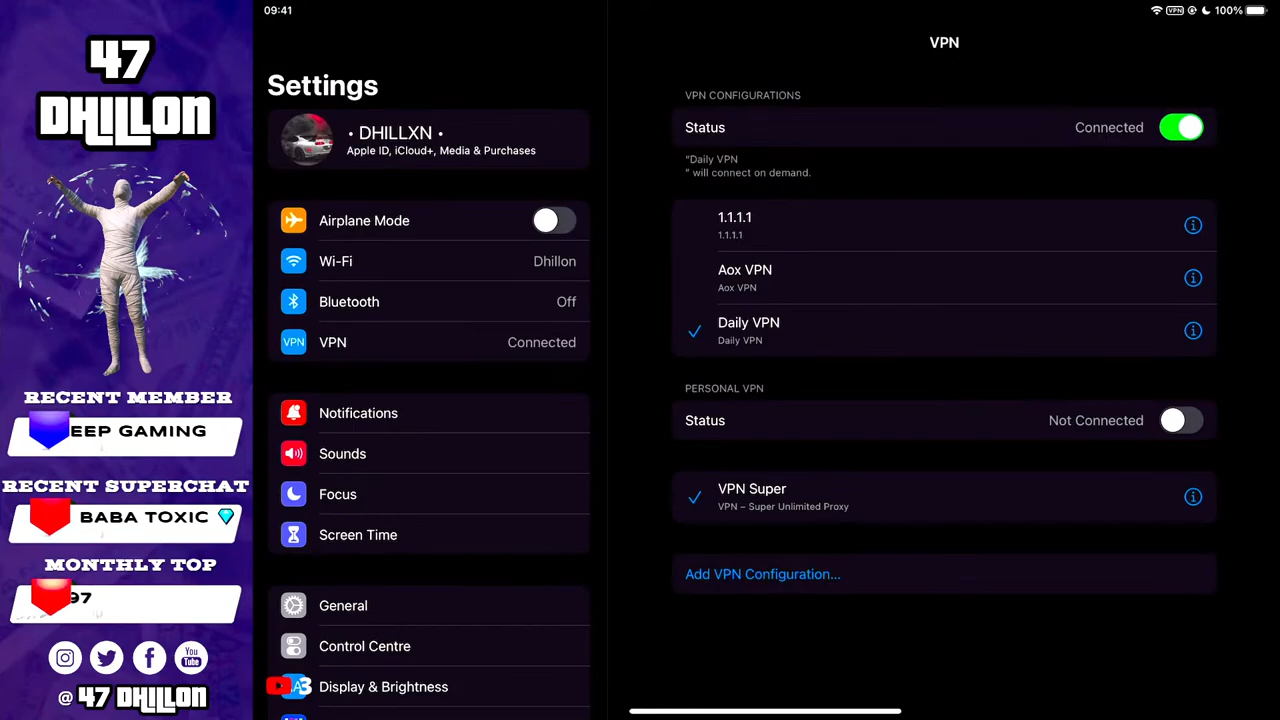 47
DHILLON
RECENT MEMBER
EEP GAMING
RECENT SUPERCHAT
BABA TOXIC
MONTHLY TOP
97
You
Tube
@ 47 DHILLON
09:41
VPN
100%
Settings
• DHILLXN •
Apple ID, iCloud+, Media & Purchases
Airplane Mode
Wi-Fi Dhillon
Bluetooth Off
VPN VPN Connected
Notifications
Sounds
Focus
Screen Time
General
Control Centre
3 Display & Brightness
VPN
VPN CONFIGURATIONS
Status Connected
"Daily VPN
" will connect on demand.
1.1.1.1
1.1.1.1
Aox VPN
Aox VPN
Daily VPN
Daily VPN
PERSONAL VPN
Status Not Connected
VPN Super
VPN – Super Unlimited Proxy
Add VPN Configuration...